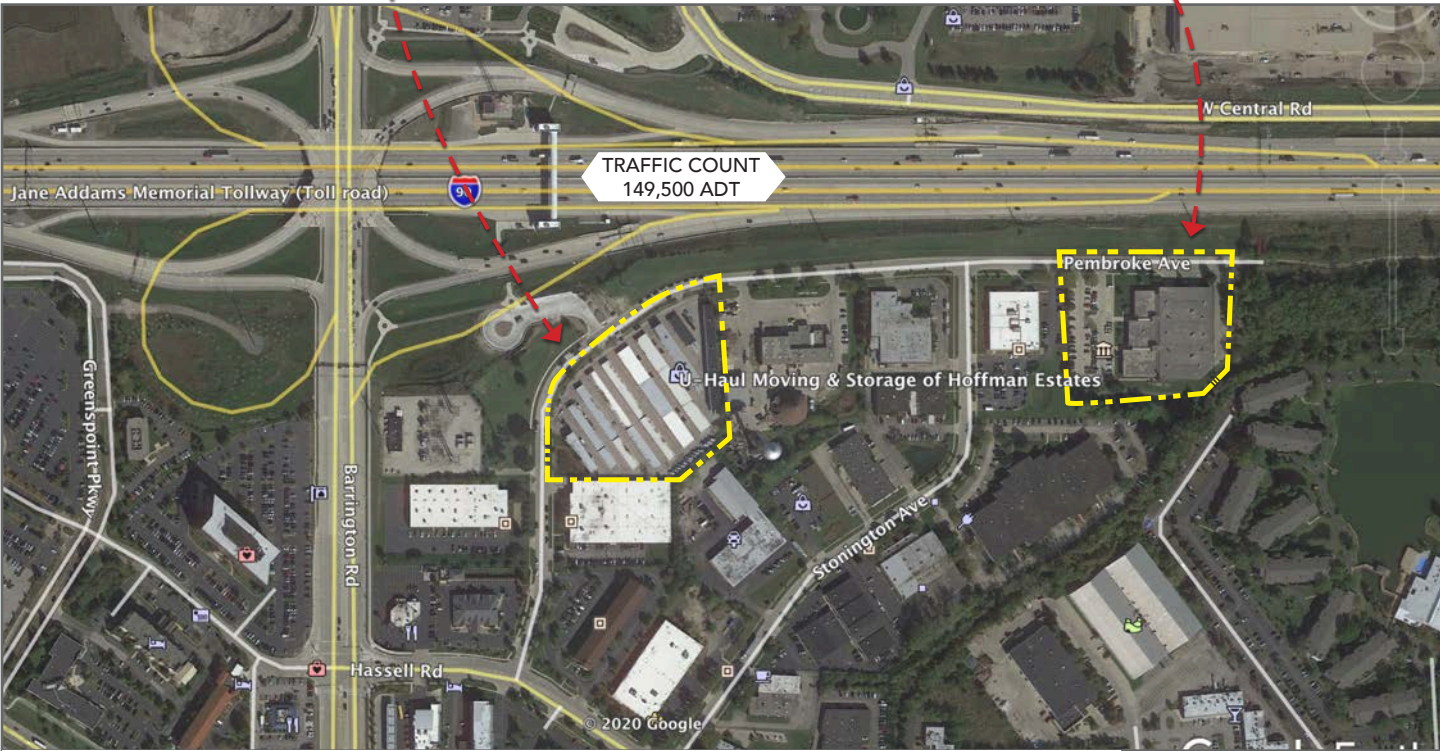 W Central Rd
TRAFFIC COUNT
149,500 ADT
Jane Addams Memorial Tollway (Toll road)
Pembroke Ave
U-Haul Moving & Storage of Hoffman Estates
Greenspoint Pkwy
Barrington Rd
Stonington Ave
Hassell Rd
© 2020 Google